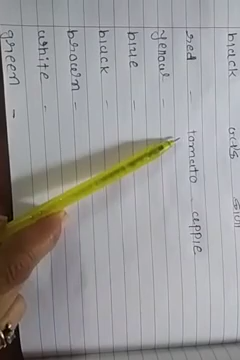 black
red - tomato - apple
yellow -
blue -
black -
brown -
white -
green -